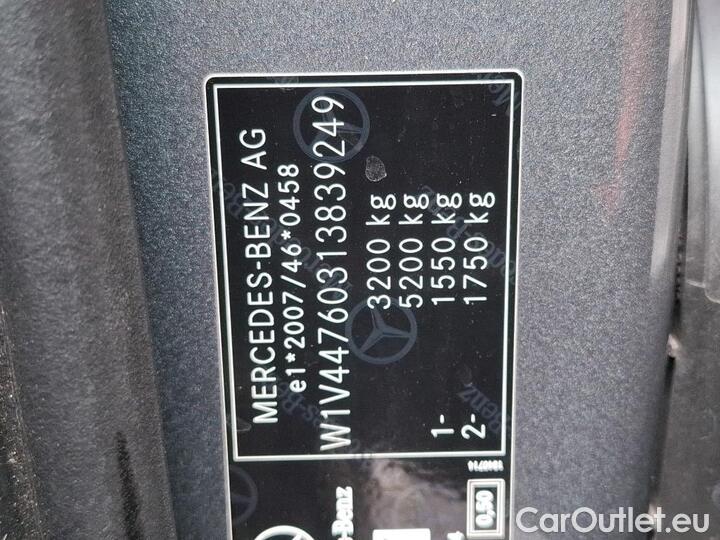 MERCEDES-BENZ AG
e1*2007/46*0458
W1V44760313839249
3200 kg
5200 kg
1- 1550 kg
2- 1750 kg
-Benz
0,50
CarOutlet.eu